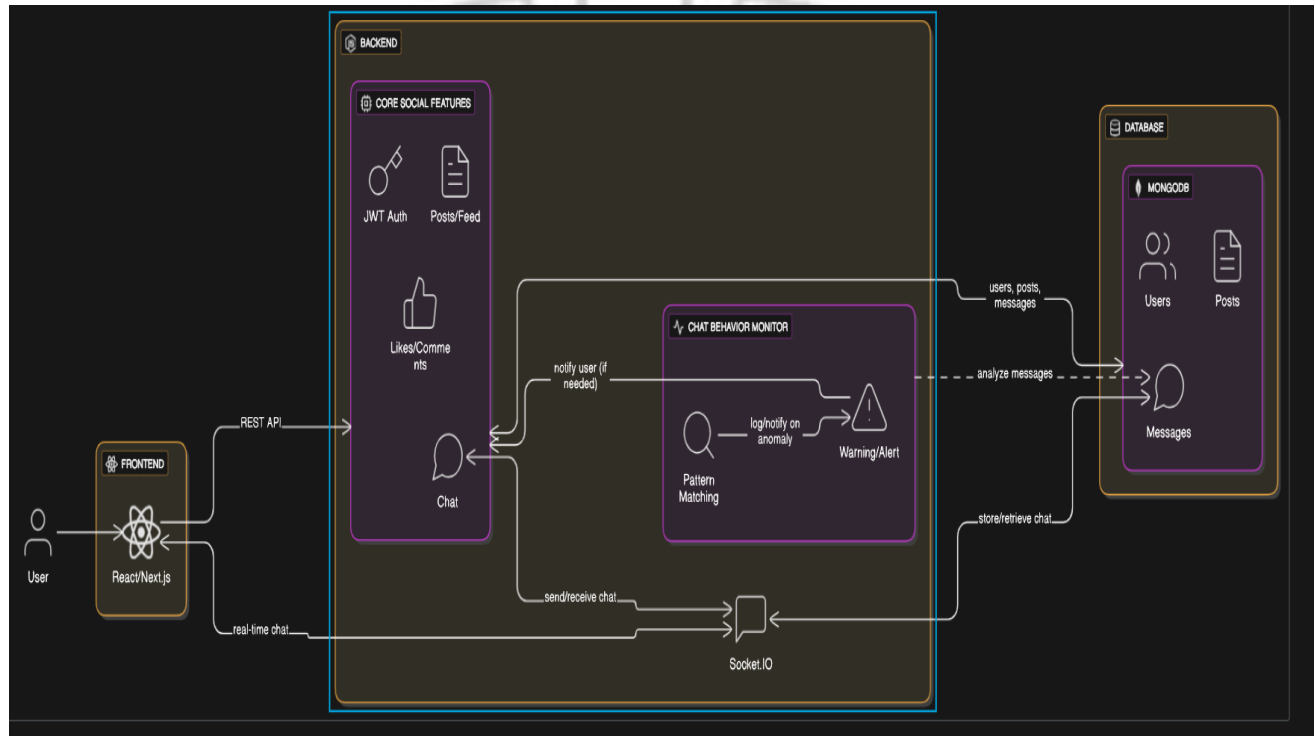 BACKEND
CORE SOCIAL FEATURES
JWT Auth
Posts/Feed
Likes/Comme
nts
Chat
REST API
FRONTEND
React/Next.js
User
real-time chat
send/receive chat
Socket.IO
notify user (if
needed)
CHAT BEHAVIOR MONITOR
Pattern
Matching
log/notify on
anomaly
Warning/Alert
users, posts,
messages
analyze messages
store/retrieve chat
DATABASE
MONGODB
Users
Posts
Messages